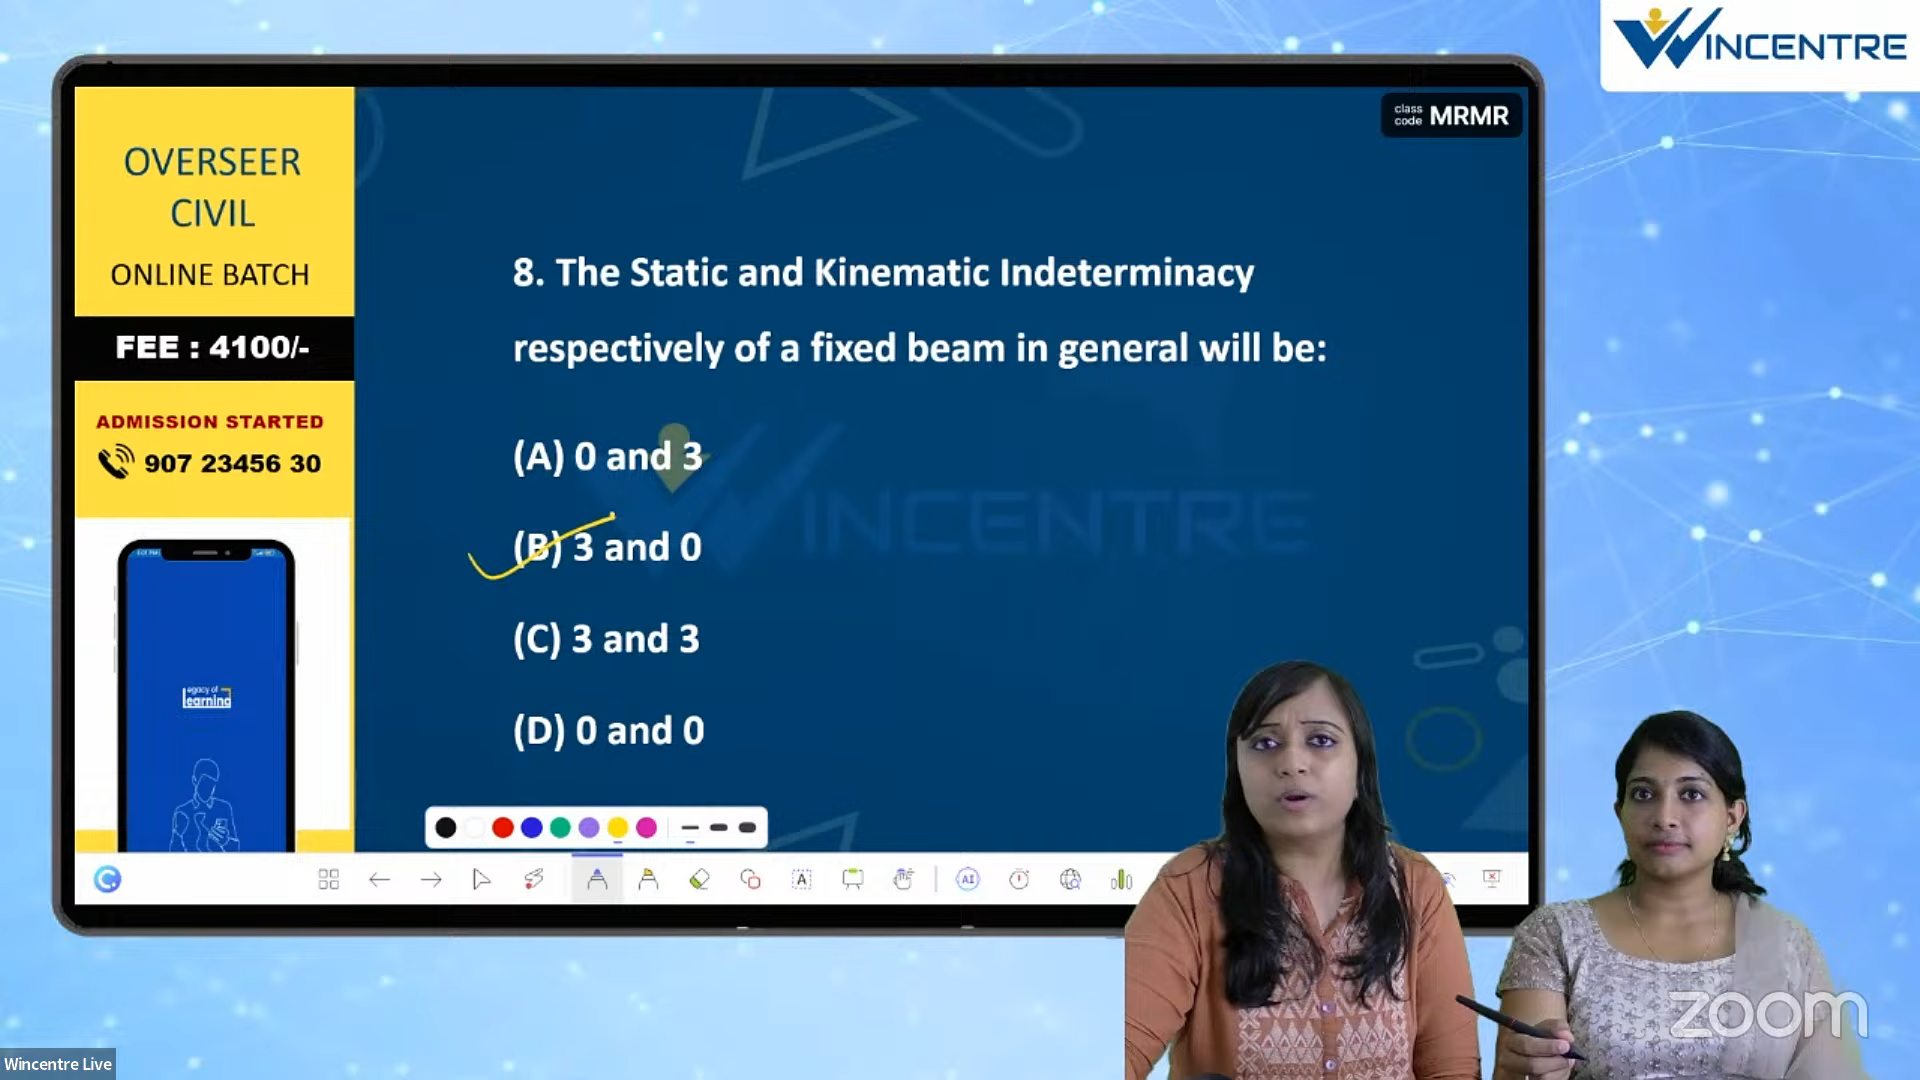 WINCENTRE
class code MRMR
OVERSEER
CIVIL
ONLINE BATCH
FEE : 4100/-
ADMISSION STARTED
907 23456 30
8. The Static and Kinematic Indeterminacy
respectively of a fixed beam in general will be:
(A) 0 and 3
(B) 3 and 0
(C) 3 and 3
(D) 0 and 0
WINCENTRE
egacy of
learning
A
AI
zoom
Wincentre Live